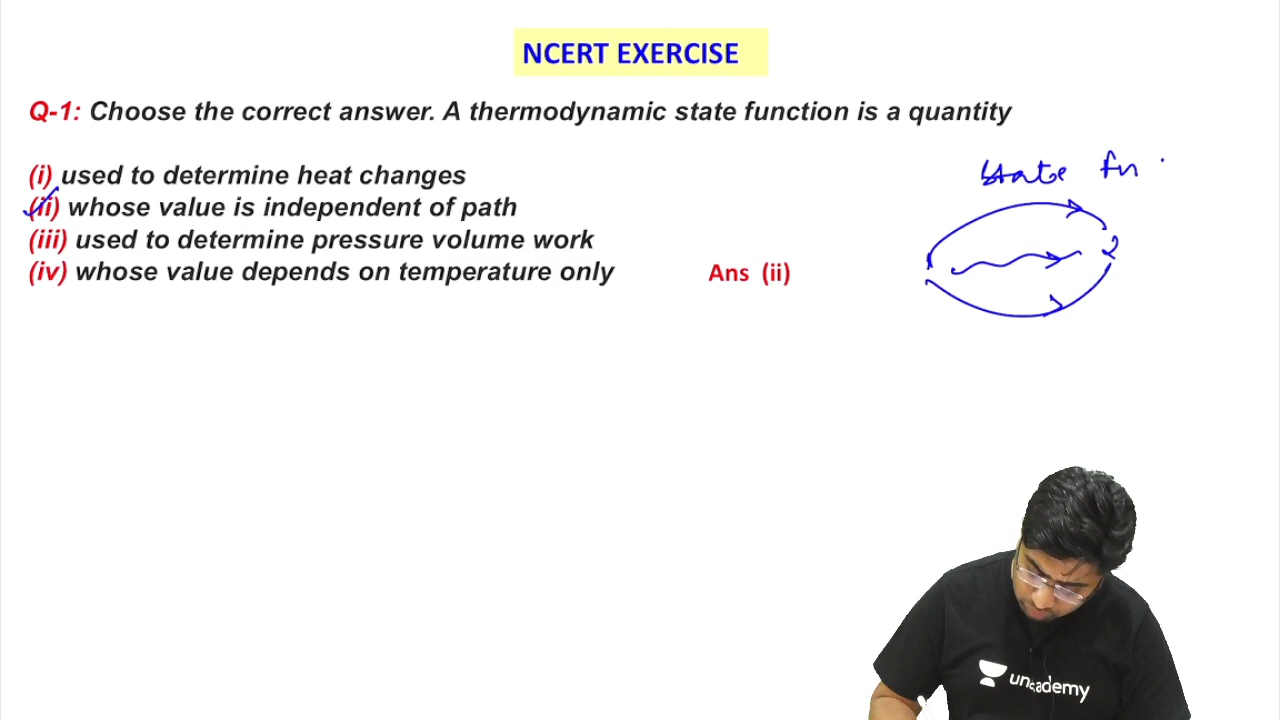 NCERT EXERCISE
Q-1: Choose the correct answer. A thermodynamic state function is a quantity
(i) used to determine heat changes
(ii) whose value is independent of path
(iii) used to determine pressure volume work
(iv) whose value depends on temperature only
Ans (ii)
State fn.
1
2
unacademy